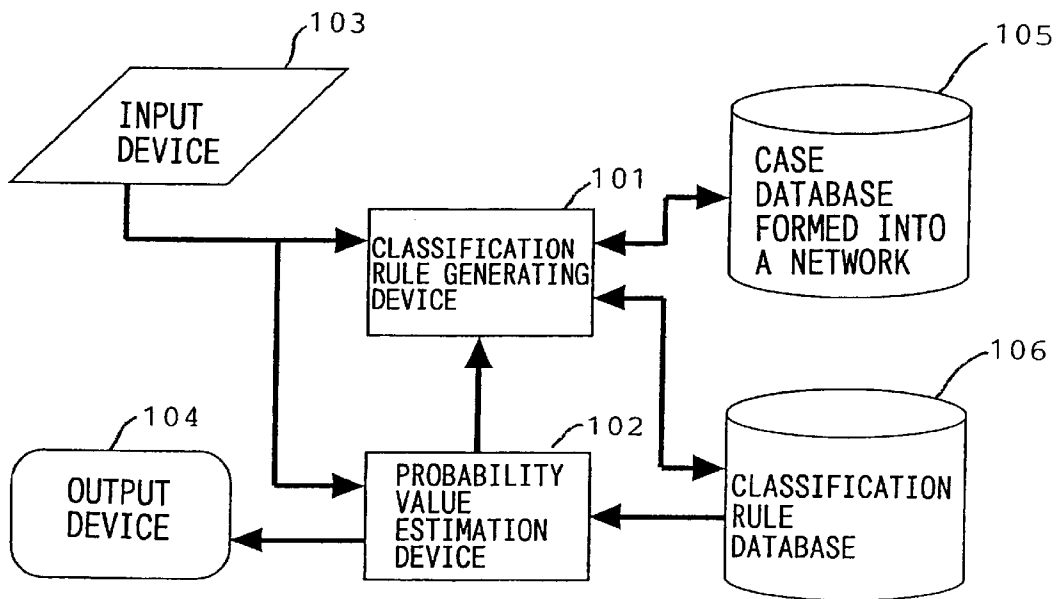 103
INPUT
DEVICE
105
CASE
DATABASE
FORMED INTO
A NETWORK
101
CLASSIFICATION
RULE GENERATING
DEVICE
106
CLASSIFICATION
RULE
DATABASE
102
PROBABILITY
VALUE
ESTIMATION
DEVICE
104
OUTPUT
DEVICE